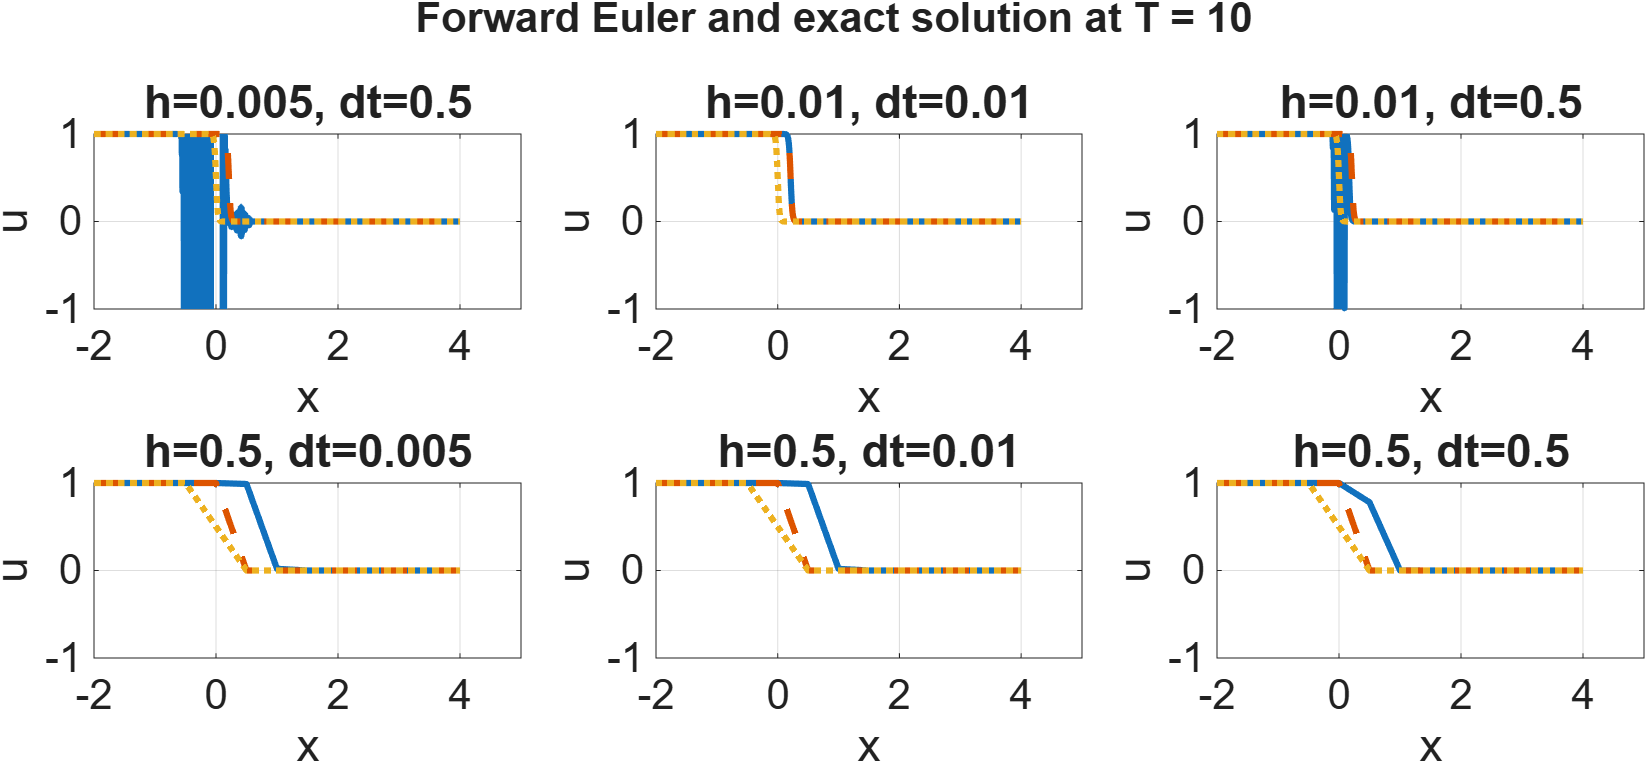 Forward Euler and exact solution at T = 10
h=0.005, dt=0.5
1
0
-1
u
-2 0 2 4
x
h=0.01, dt=0.01
1
0
-1
u
-2 0 2 4
x
h=0.01, dt=0.5
1
0
-1
u
-2 0 2 4
x
h=0.5, dt=0.005
1
0
-1
u
-2 0 2 4
x
h=0.5, dt=0.01
1
0
-1
u
-2 0 2 4
x
h=0.5, dt=0.5
1
0
-1
u
-2 0 2 4
x